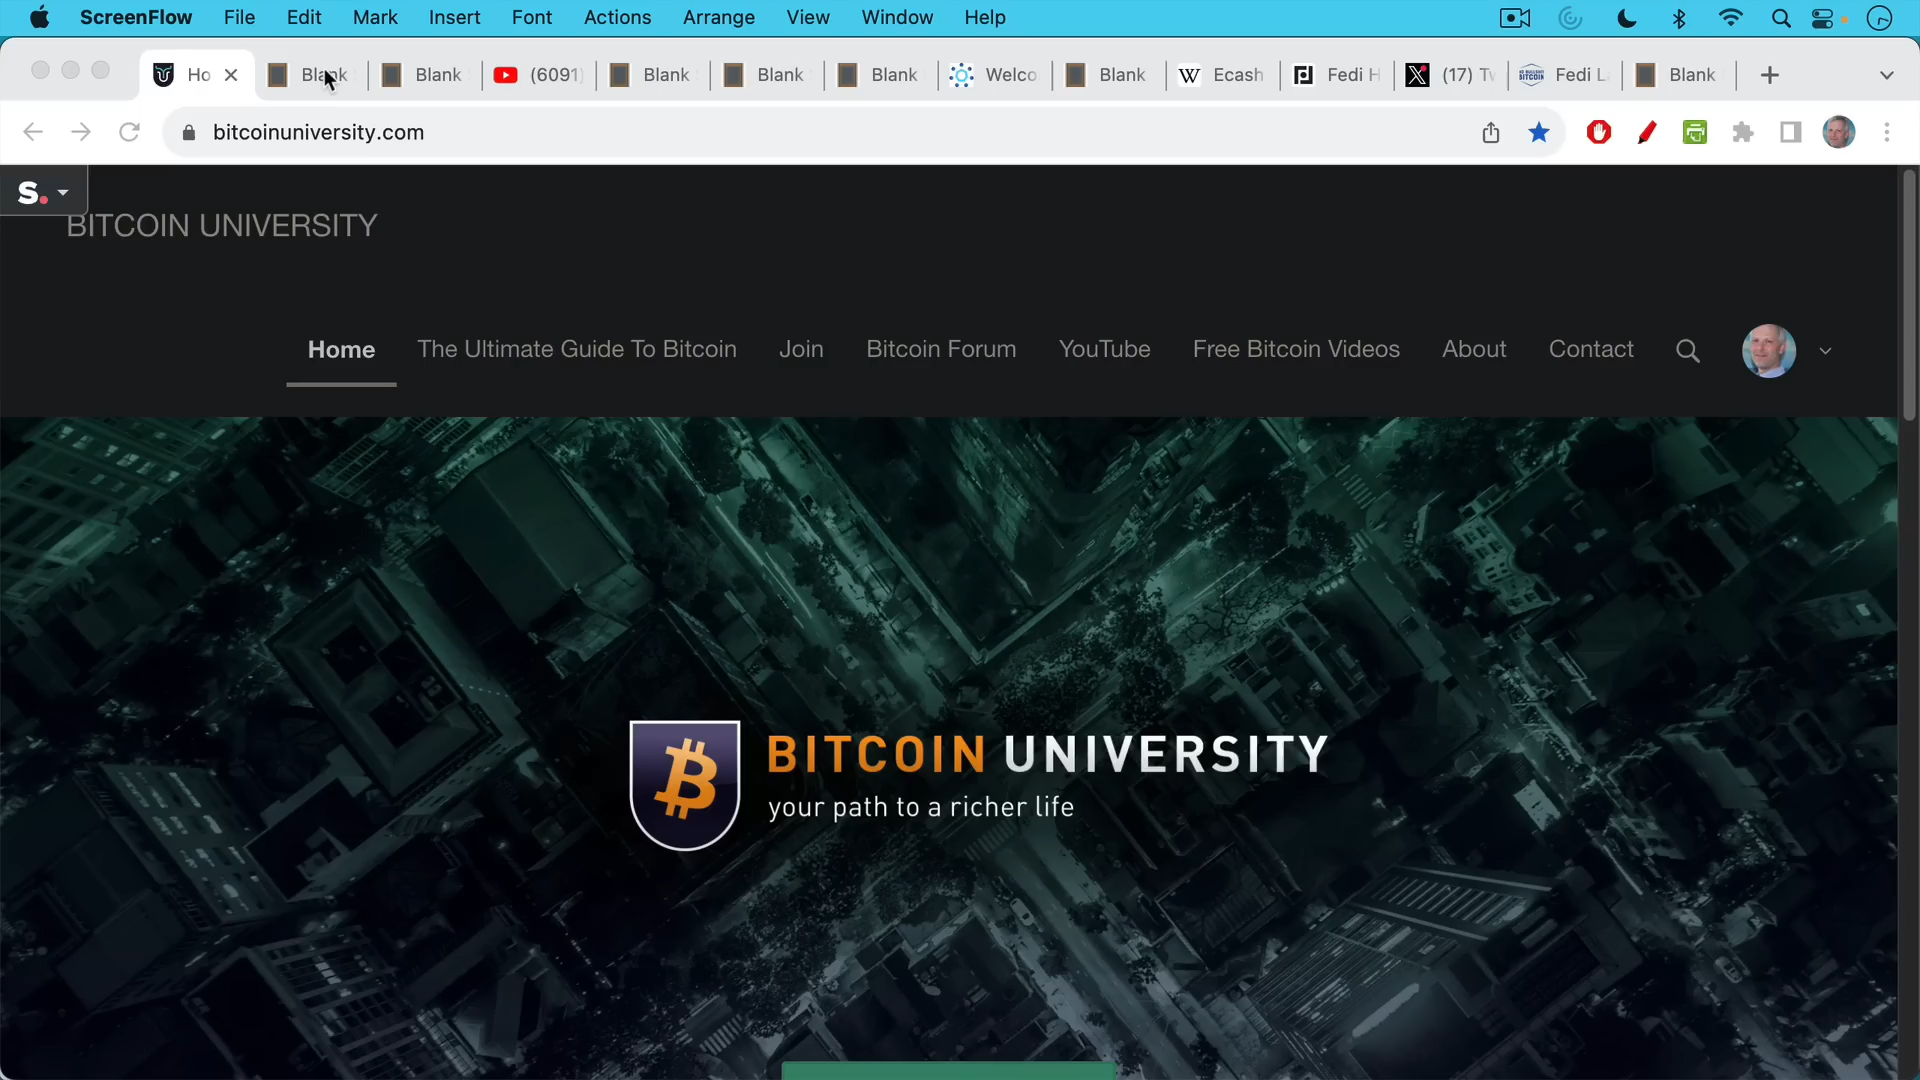 ScreenFlow File Edit Mark Insert Font Actions Arrange View Window Help
Ho Blank Blank (6091) Blank Blank Blank Welco Blank W Ecash Fedi H X (17) Tw Fedi L Blank
bitcoinuniversity.com
S.
BITCOIN UNIVERSITY
Home The Ultimate Guide To Bitcoin Join Bitcoin Forum YouTube Free Bitcoin Videos About Contact
BITCOIN UNIVERSITY
your path to a richer life